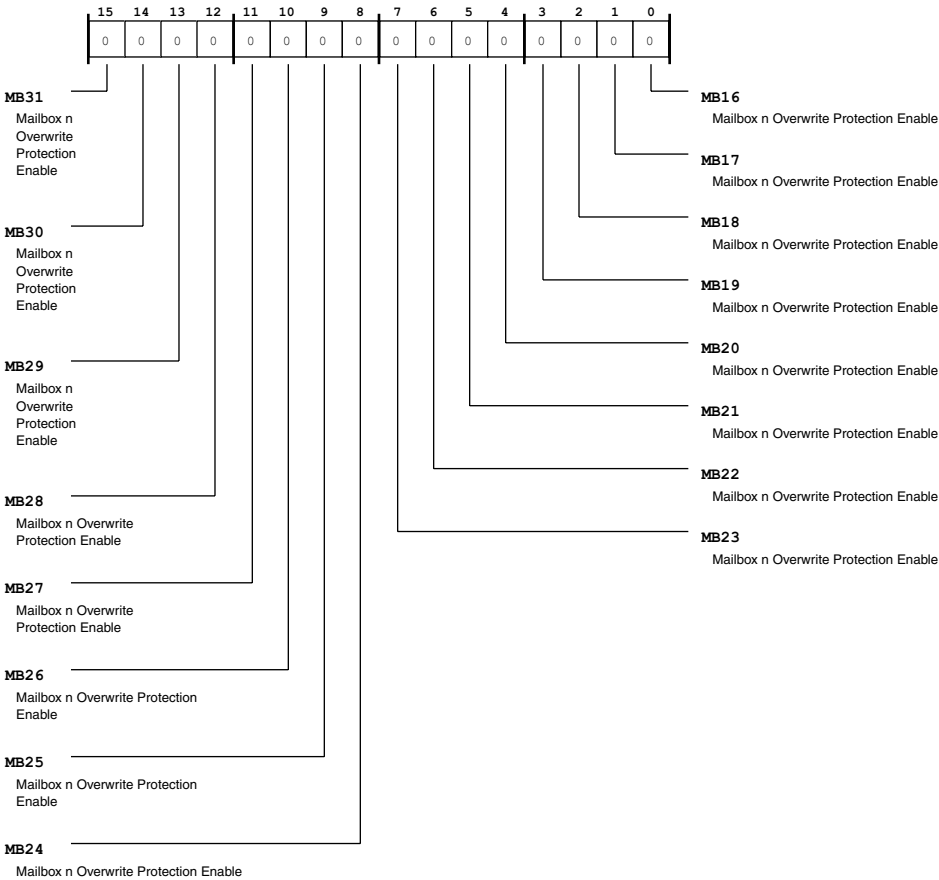 15 14 13 12 11 10 9 8 7 6 5 4 3 2 1 0
0 0 0 0 0 0 0 0 0 0 0 0 0 0 0 0
MB31
Mailbox n
Overwrite
Protection
Enable
MB30
Mailbox n
Overwrite
Protection
Enable
MB29
Mailbox n
Overwrite
Protection
Enable
MB28
Mailbox n Overwrite
Protection Enable
MB27
Mailbox n Overwrite
Protection Enable
MB26
Mailbox n Overwrite Protection
Enable
MB25
Mailbox n Overwrite Protection
Enable
MB24
Mailbox n Overwrite Protection Enable
MB16
Mailbox n Overwrite Protection Enable
MB17
Mailbox n Overwrite Protection Enable
MB18
Mailbox n Overwrite Protection Enable
MB19
Mailbox n Overwrite Protection Enable
MB20
Mailbox n Overwrite Protection Enable
MB21
Mailbox n Overwrite Protection Enable
MB22
Mailbox n Overwrite Protection Enable
MB23
Mailbox n Overwrite Protection Enable